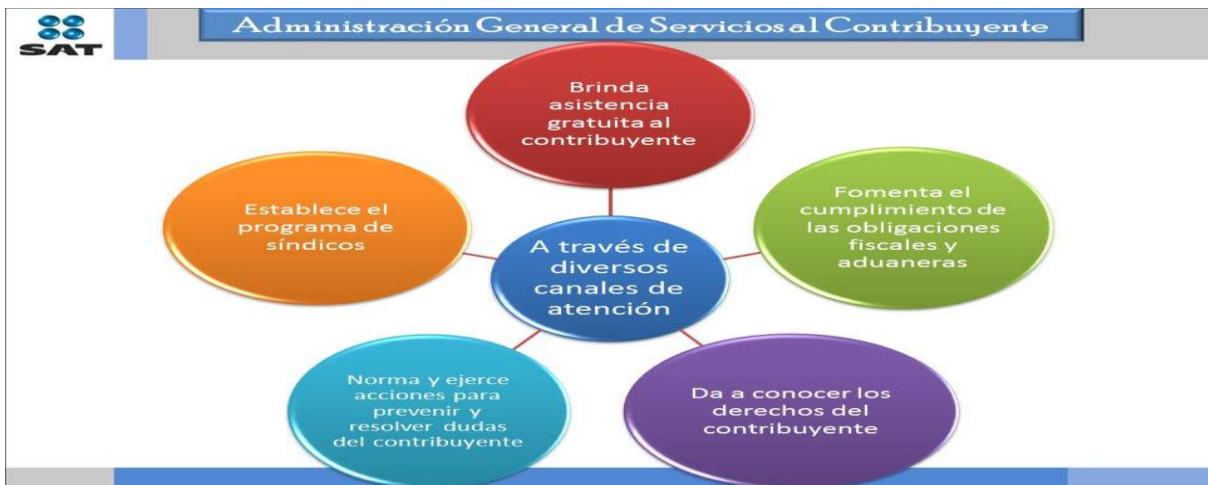 SAT
Administración General de Servicios al Contribuyente
Brinda
asistencia
gratuita al
contribuyente
Fomenta el
cumplimiento de
las obligaciones
fiscales y
aduaneras
Da a conocer los
derechos del
contribuyente
Norma y ejerce
acciones para
prevenir y
resolver dudas
del contribuyente
Establece el
programa de
síndicos
A través de
diversos
canales de
atención